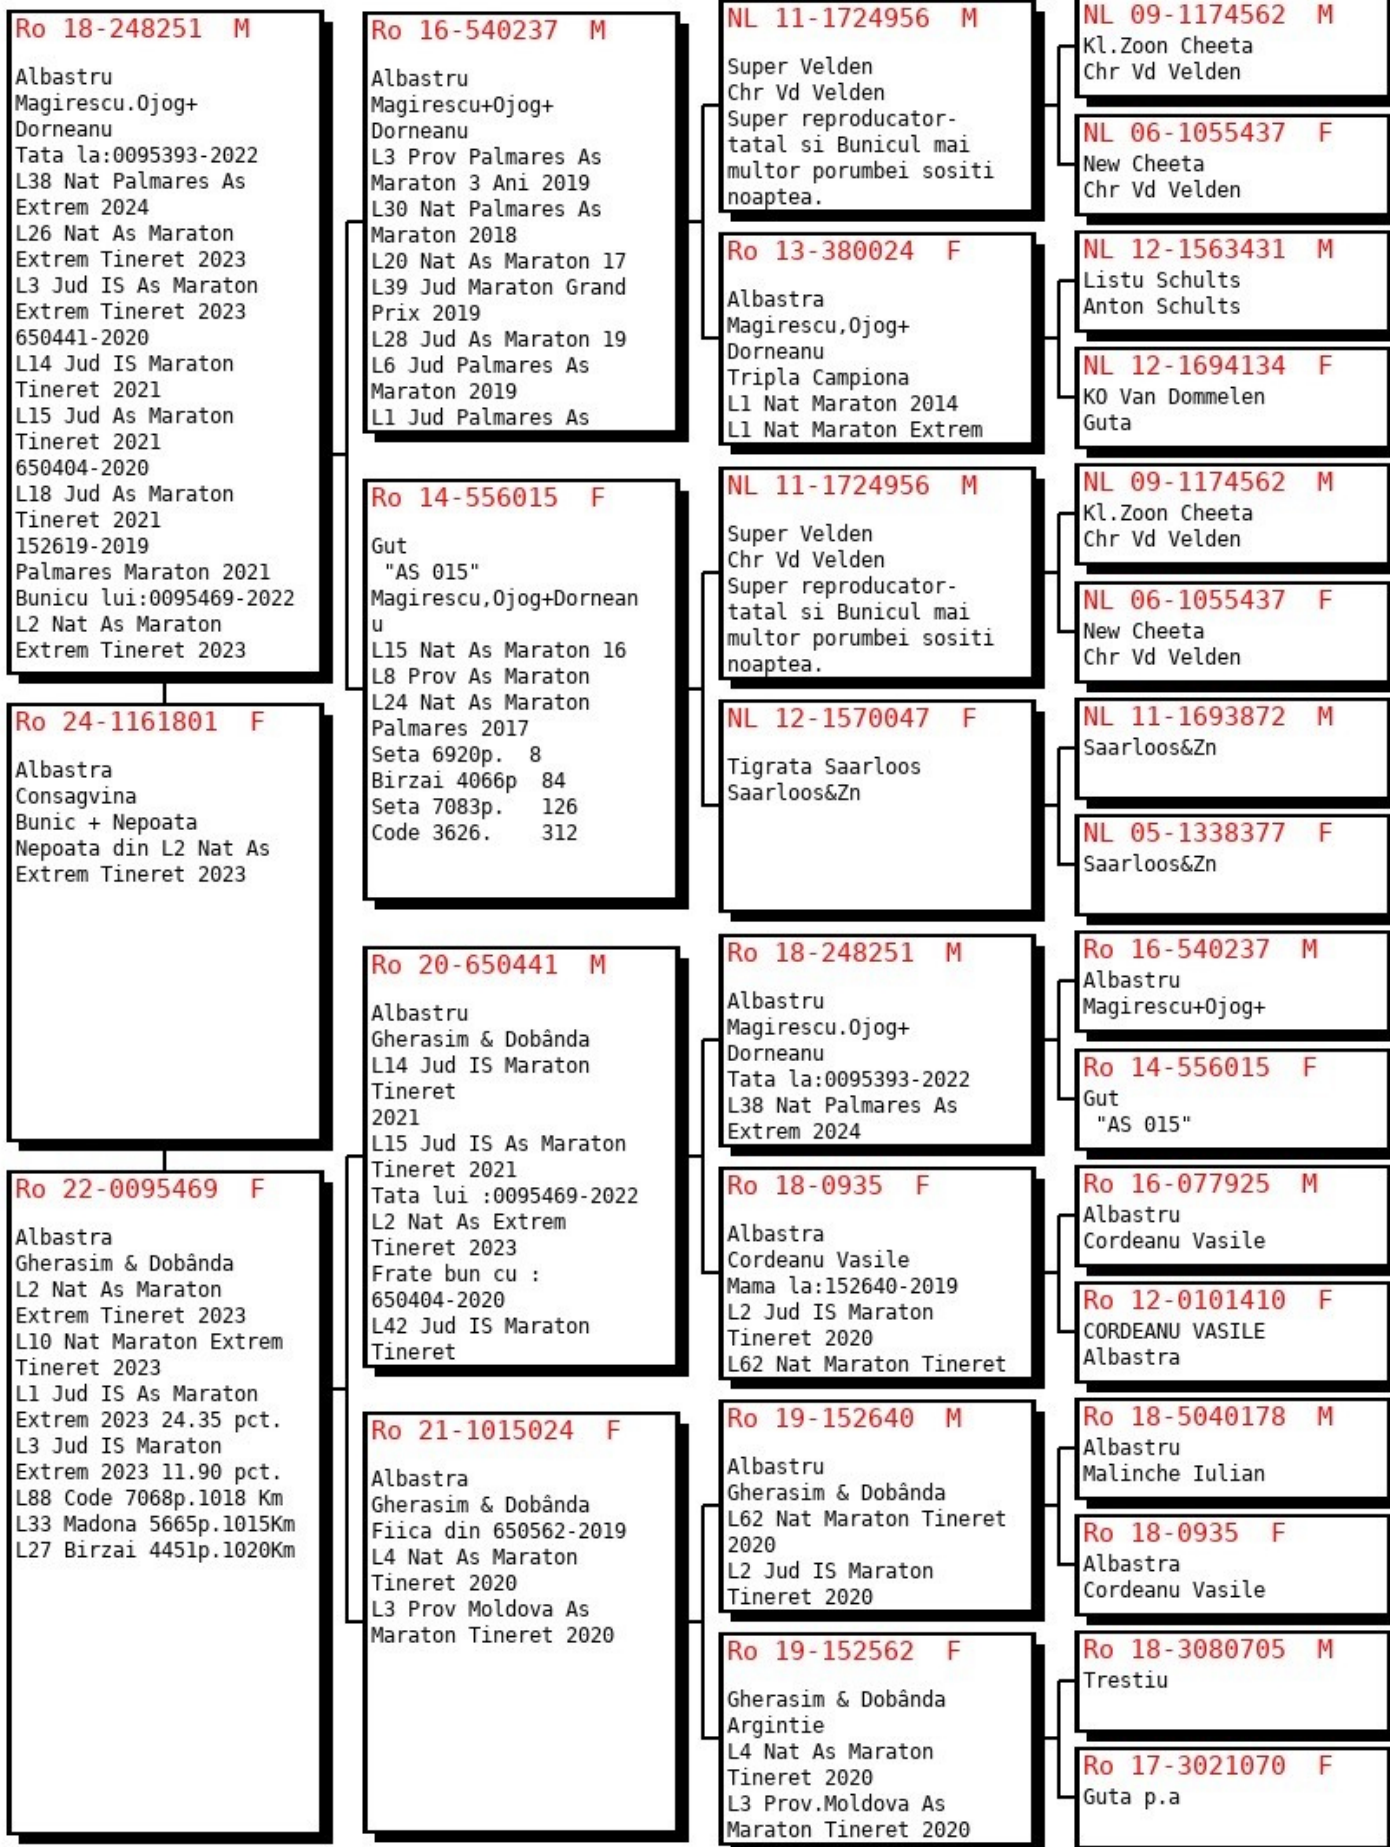 Ro 18-248251  M
Albastru
Magirescu.Ojog+
Dorneanu
Tata la:0095393-2022
L38 Nat Palmares As
Extrem 2024
L26 Nat As Maraton
Extrem Tineret 2023
L3 Jud IS As Maraton
Extrem Tineret 2023
650441-2020
L14 Jud IS Maraton
Tineret 2021
L15 Jud As Maraton
Tineret 2021
650404-2020
L18 Jud As Maraton
Tineret 2021
152619-2019
Palmares Maraton 2021
Bunicu lui:0095469-2022
L2 Nat As Maraton
Extrem Tineret 2023
Ro 24-1161801  F
Albastra
Consagvina
Bunic + Nepoata
Nepoata din L2 Nat As
Extrem Tineret 2023
Ro 22-0095469  F
Albastra
Gherasim & Dobânda
L2 Nat As Maraton
Extrem Tineret 2023
L10 Nat Maraton Extrem
Tineret 2023
L1 Jud IS As Maraton
Extrem 2023 24.35 pct.
L3 Jud IS Maraton
Extrem 2023 11.90 pct.
L88 Code 7068p.1018 Km
L33 Madona 5665p.1015Km
L27 Birzai 4451p.1020Km
Ro 16-540237  M
Albastru
Magirescu+Ojog+
Dorneanu
L3 Prov Palmares As
Maraton 3 Ani 2019
L30 Nat Palmares As
Maraton 2018
L20 Nat As Maraton 17
L39 Jud Maraton Grand
Prix 2019
L28 Jud As Maraton 19
L6 Jud Palmares As
Maraton 2019
L1 Jud Palmares As
Ro 14-556015  F
Gut
"AS 015"
Magirescu,Ojog+Dornean
u
L15 Nat As Maraton 16
L8 Prov As Maraton
L24 Nat As Maraton
Palmares 2017
Seta 6920p.  8
Birzai 4066p  84
Seta 7083p.   126
Code 3626.    312
Ro 20-650441  M
Albastru
Gherasim & Dobânda
L14 Jud IS Maraton
Tineret
2021
L15 Jud IS As Maraton
Tineret 2021
Tata lui :0095469-2022
L2 Nat As Extrem
Tineret 2023
Frate bun cu :
650404-2020
L42 Jud IS Maraton
Tineret
Ro 21-1015024  F
Albastra
Gherasim & Dobânda
Fiica din 650562-2019
L4 Nat As Maraton
Tineret 2020
L3 Prov Moldova As
Maraton Tineret 2020
NL 11-1724956  M
Super Velden
Chr Vd Velden
Super reproducator-
tatal si Bunicul mai
multor porumbei sositi
noaptea.
Ro 13-380024  F
Albastra
Magirescu,Ojog+
Dorneanu
Tripla Campiona
L1 Nat Maraton 2014
L1 Nat Maraton Extrem
NL 11-1724956  M
Super Velden
Chr Vd Velden
Super reproducator-
tatal si Bunicul mai
multor porumbei sositi
noaptea.
NL 12-1570047  F
Tigrata Saarloos
Saarloos&Zn
Ro 18-248251  M
Albastru
Magirescu.Ojog+
Dorneanu
Tata la:0095393-2022
L38 Nat Palmares As
Extrem 2024
Ro 18-0935  F
Albastra
Cordeanu Vasile
Mama la:152640-2019
L2 Jud IS Maraton
Tineret 2020
L62 Nat Maraton Tineret
Ro 19-152640  M
Albastru
Gherasim & Dobânda
L62 Nat Maraton Tineret
2020
L2 Jud IS Maraton
Tineret 2020
Ro 19-152562  F
Gherasim & Dobânda
Argintie
L4 Nat As Maraton
Tineret 2020
L3 Prov.Moldova As
Maraton Tineret 2020
NL 09-1174562  M
Kl.Zoon Cheeta
Chr Vd Velden
NL 06-1055437  F
New Cheeta
Chr Vd Velden
NL 12-1563431  M
Listu Schults
Anton Schults
NL 12-1694134  F
KO Van Dommelen
Guta
NL 09-1174562  M
Kl.Zoon Cheeta
Chr Vd Velden
NL 06-1055437  F
New Cheeta
Chr Vd Velden
NL 11-1693872  M
Saarloos&Zn
NL 05-1338377  F
Saarloos&Zn
Ro 16-540237  M
Albastru
Magirescu+Ojog+
Ro 14-556015  F
Gut
"AS 015"
Ro 16-077925  M
Albastru
Cordeanu Vasile
Ro 12-0101410  F
CORDEANU VASILE
Albastra
Ro 18-5040178  M
Albastru
Malinche Iulian
Ro 18-0935  F
Albastra
Cordeanu Vasile
Ro 18-3080705  M
Trestiu
Ro 17-3021070  F
Guta p.a